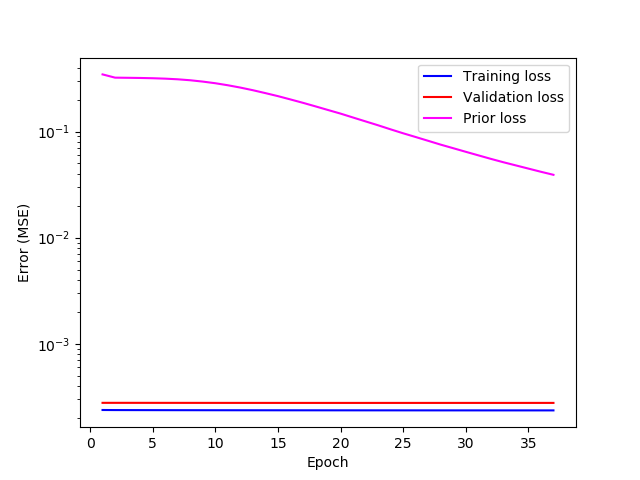 Training loss
Validation loss
Prior loss
10⁻¹
10⁻²
10⁻³
Error (MSE)
0 5 10 15 20 25 30 35
Epoch